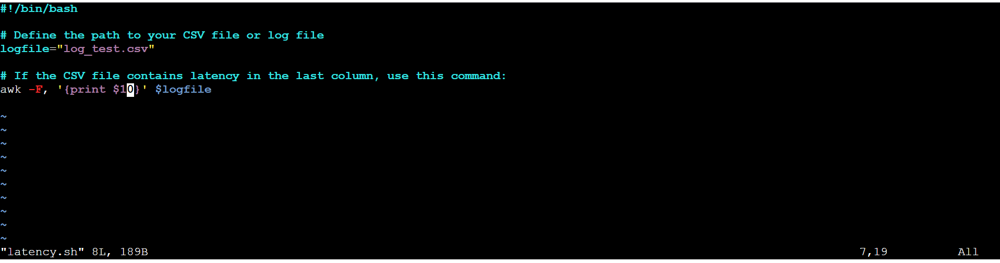 #!/bin/bash
# Define the path to your CSV file or log file
logfile="log_test.csv"
# If the CSV file contains latency in the last column, use this command:
awk -F, '{print $10}' $logfile
~
~
~
~
~
~
~
~
~
~
"latency.sh" 8L, 189B 7,19 All